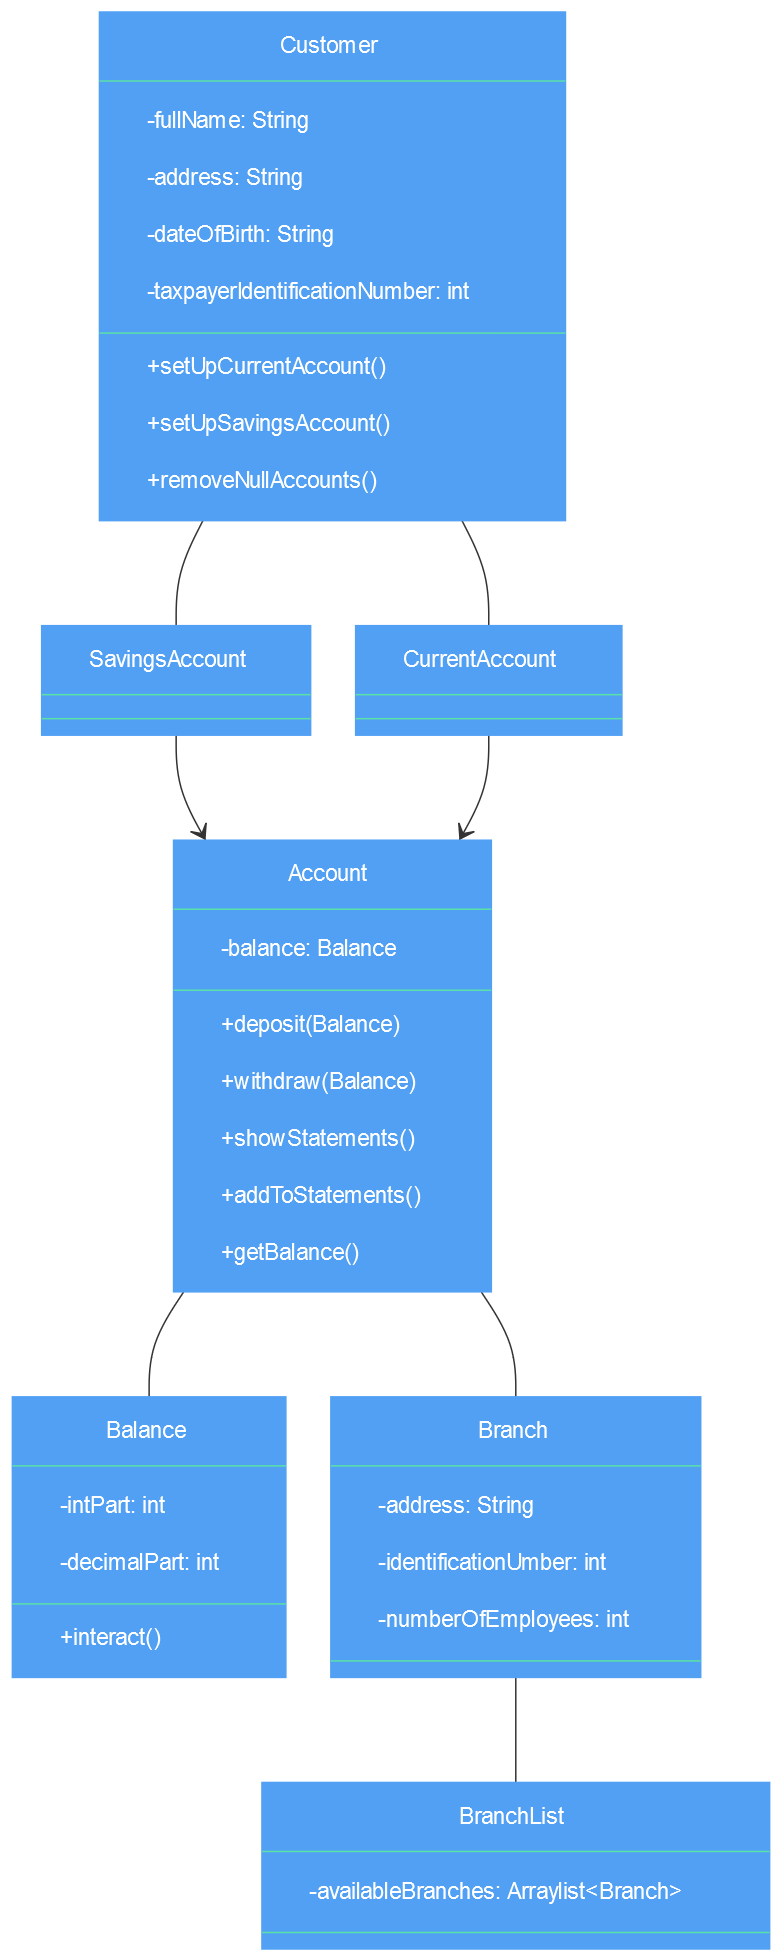 Customer
-fullName: String
-address: String
-dateOfBirth: String
-taxpayerIdentificationNumber: int
+setUpCurrentAccount()
+setUpSavingsAccount()
+removeNullAccounts()
SavingsAccount
CurrentAccount
Account
-balance: Balance
+deposit(Balance)
+withdraw(Balance)
+showStatements()
+addToStatements()
+getBalance()
Balance
-intPart: int
-decimalPart: int
+interact()
Branch
-address: String
-identificationUmber: int
-numberOfEmployees: int
BranchList
-availableBranches: Arraylist<Branch>